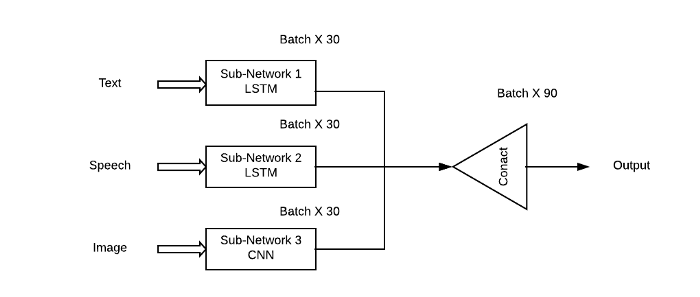 Batch X 30
Text
Sub-Network 1
LSTM
Batch X 90
Batch X 30
Speech
Sub-Network 2
LSTM
Conact
Output
Batch X 30
Image
Sub-Network 3
CNN